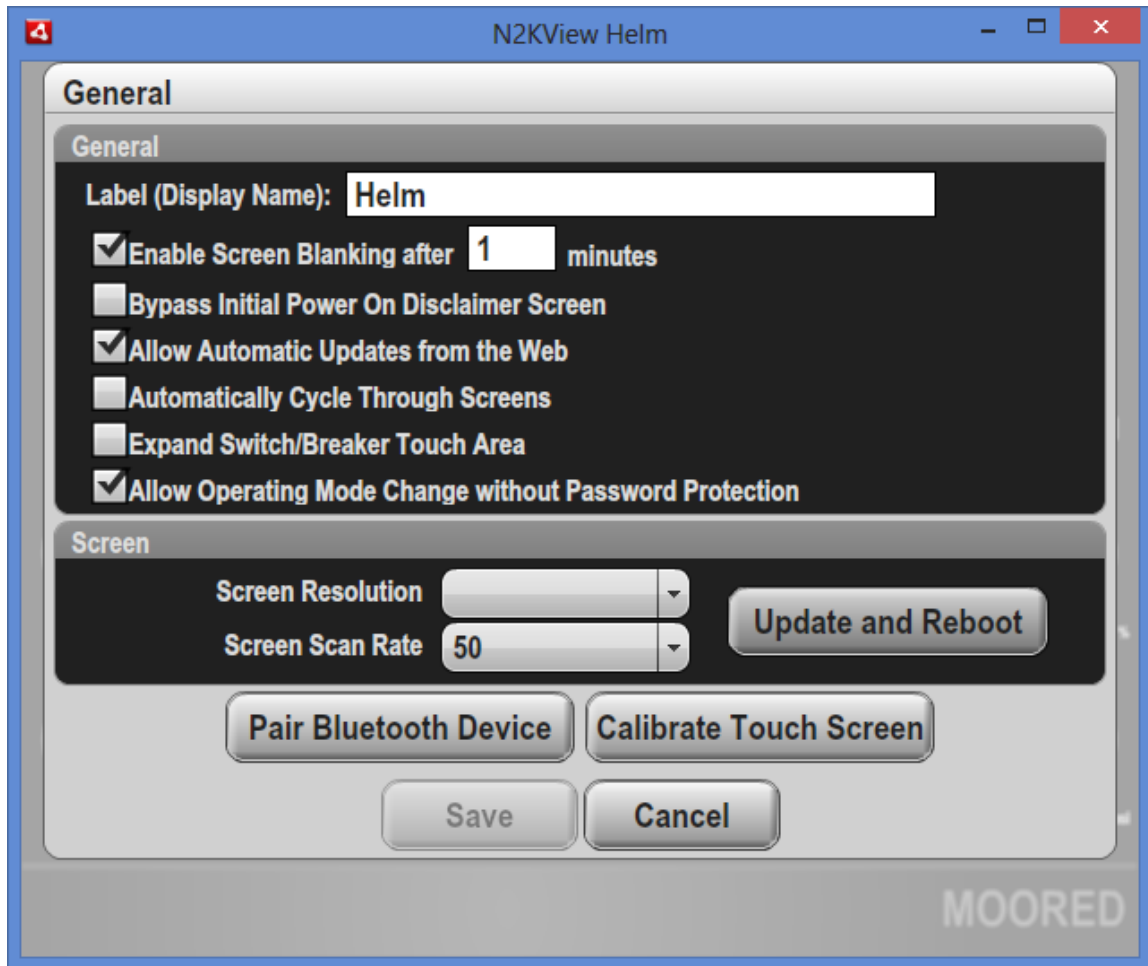 N2KView Helm
General
General
Label (Display Name): Helm
Enable Screen Blanking after 1 minutes
Bypass Initial Power On Disclaimer Screen
Allow Automatic Updates from the Web
Automatically Cycle Through Screens
Expand Switch/Breaker Touch Area
Allow Operating Mode Change without Password Protection
Screen
Screen Resolution
Screen Scan Rate 50
Update and Reboot
Pair Bluetooth Device Calibrate Touch Screen
Save Cancel
MOORED